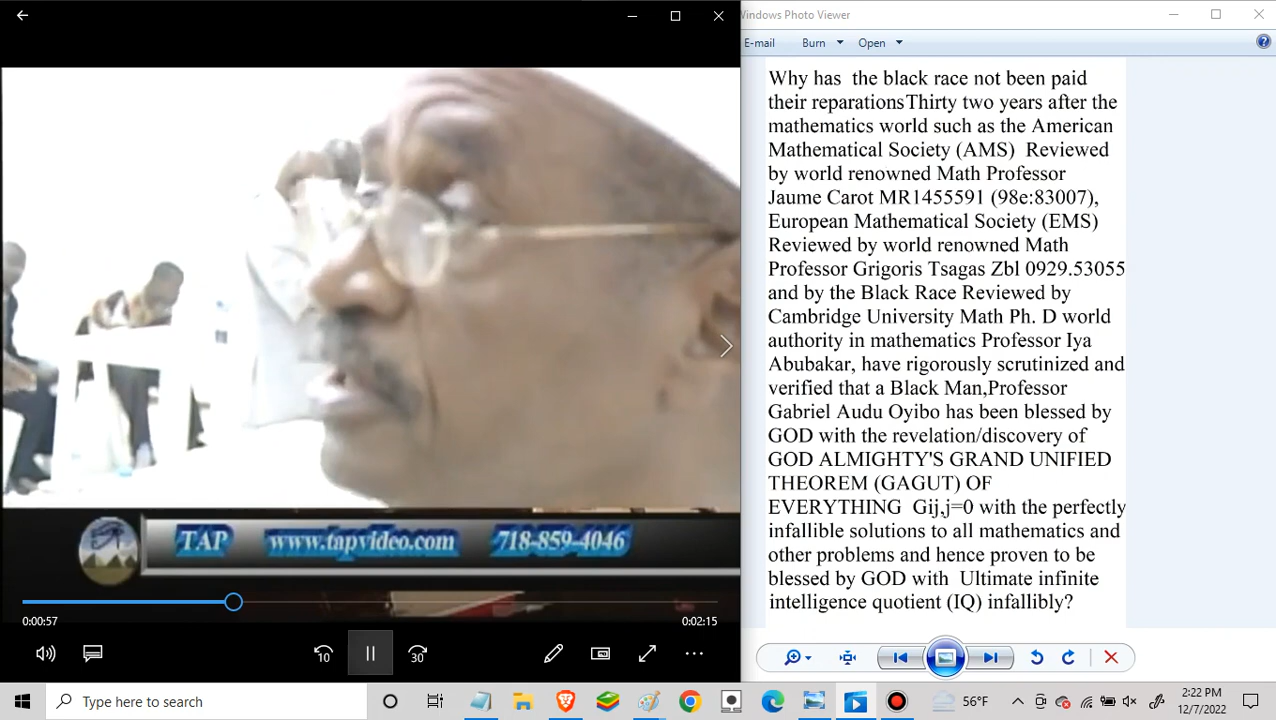 Windows Photo Viewer
E-mail Burn Open
Why has the black race not been paid
their reparationsThirty two years after the
mathematics world such as the American
Mathematical Society (AMS) Reviewed
by world renowned Math Professor
Jaume Carot MR1455591 (98e:83007),
European Mathematical Society (EMS)
Reviewed by world renowned Math
Professor Grigoris Tsagas Zbl 0929.53055
and by the Black Race Reviewed by
Cambridge University Math Ph. D world
authority in mathematics Professor Iya
Abubakar, have rigorously scrutinized and
verified that a Black Man,Professor
Gabriel Audu Oyibo has been blessed by
GOD with the revelation/discovery of
GOD ALMIGHTY'S GRAND UNIFIED
THEOREM (GAGUT) OF
EVERYTHING Gij,j=0 with the perfectly
infallible solutions to all mathematics and
other problems and hence proven to be
blessed by GOD with Ultimate infinite
intelligence quotient (IQ) infallibly?
TAP www.tapvideo.com 718-859-4046
0:00:57 0:02:15
10 30
Type here to search
56°F
2:22 PM
12/7/2022